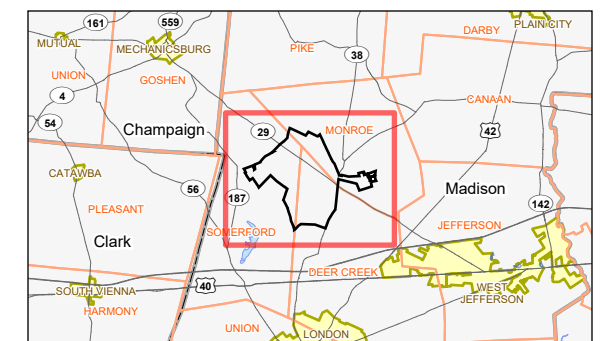 161
559
PLAIN CITY
MUTUAL
MECHANICSBURG
PIKE
DARBY
38
UNION
GOSHEN
4
CANAAN
54
Champaign
29
MONROE
42
CATAWBA
56
187
Madison
142
PLEASANT
Clark
SOMERFORD
JEFFERSON
DEER CREEK
SOUTH VIENNA
40
WEST
JEFFERSON
HARMONY
UNION
LONDON